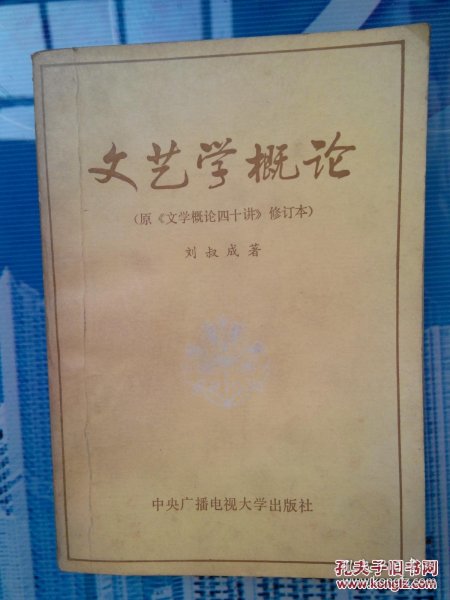 文艺学概论
(原《文学概论四十讲》修订本)
刘叔成著
中央广播电视大学出版社
孔夫子旧书网
www.kongfz.com